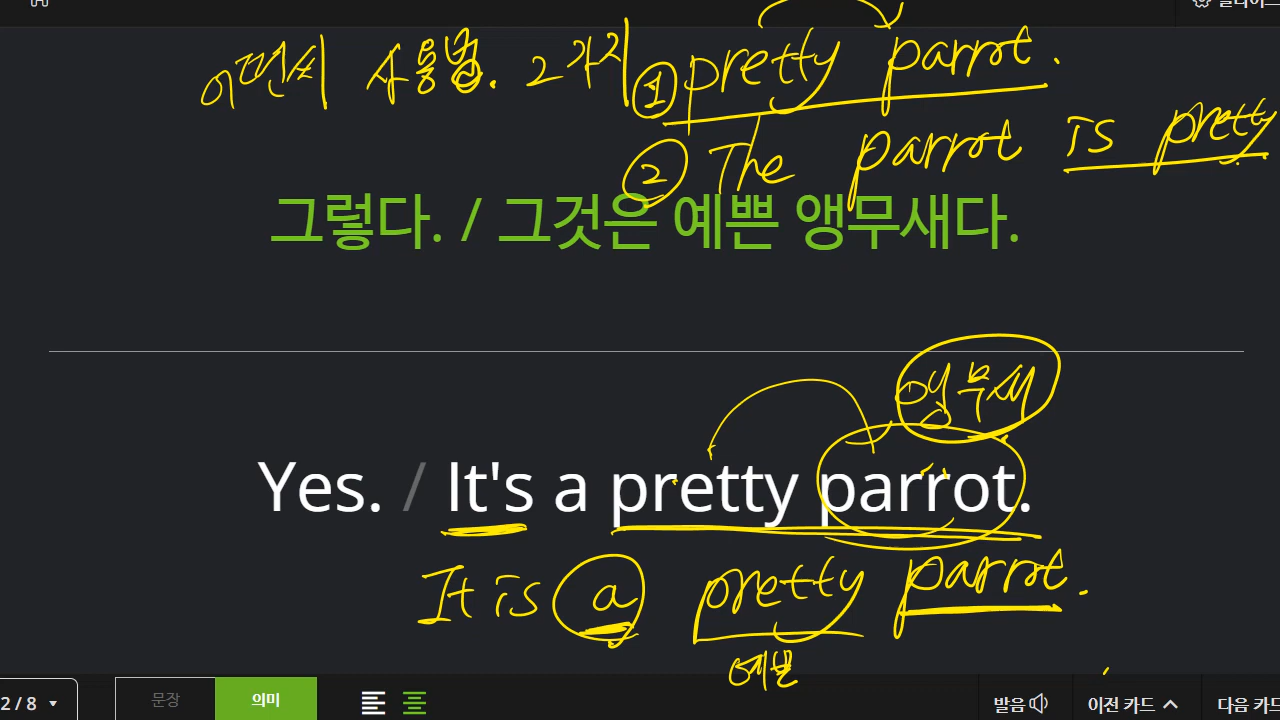 어떤씨 사용법. 2가지 ① pretty parrot.
② The parrot is pretty
그렇다. / 그것은 예쁜 앵무새다.
앵무새
Yes. / It's a pretty parrot.
It is a pretty parrot.
예쁜
2 / 8 문장 의미 발음 이전 카드 다음 카드